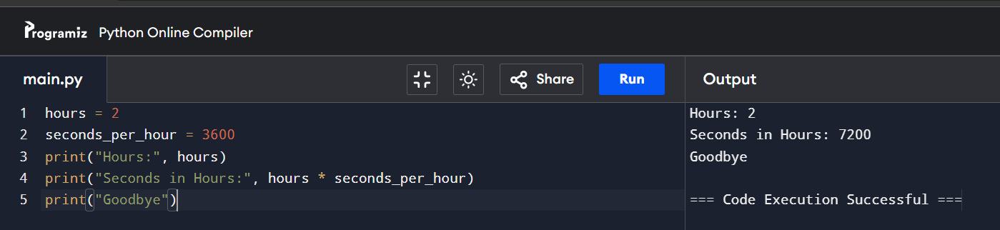 Programiz Python Online Compiler
main.py Share Run Output
1 hours = 2
2 seconds_per_hour = 3600
3 print("Hours:", hours)
4 print("Seconds in Hours:", hours * seconds_per_hour)
5 print("Goodbye")
Hours: 2
Seconds in Hours: 7200
Goodbye
=== Code Execution Successful ===